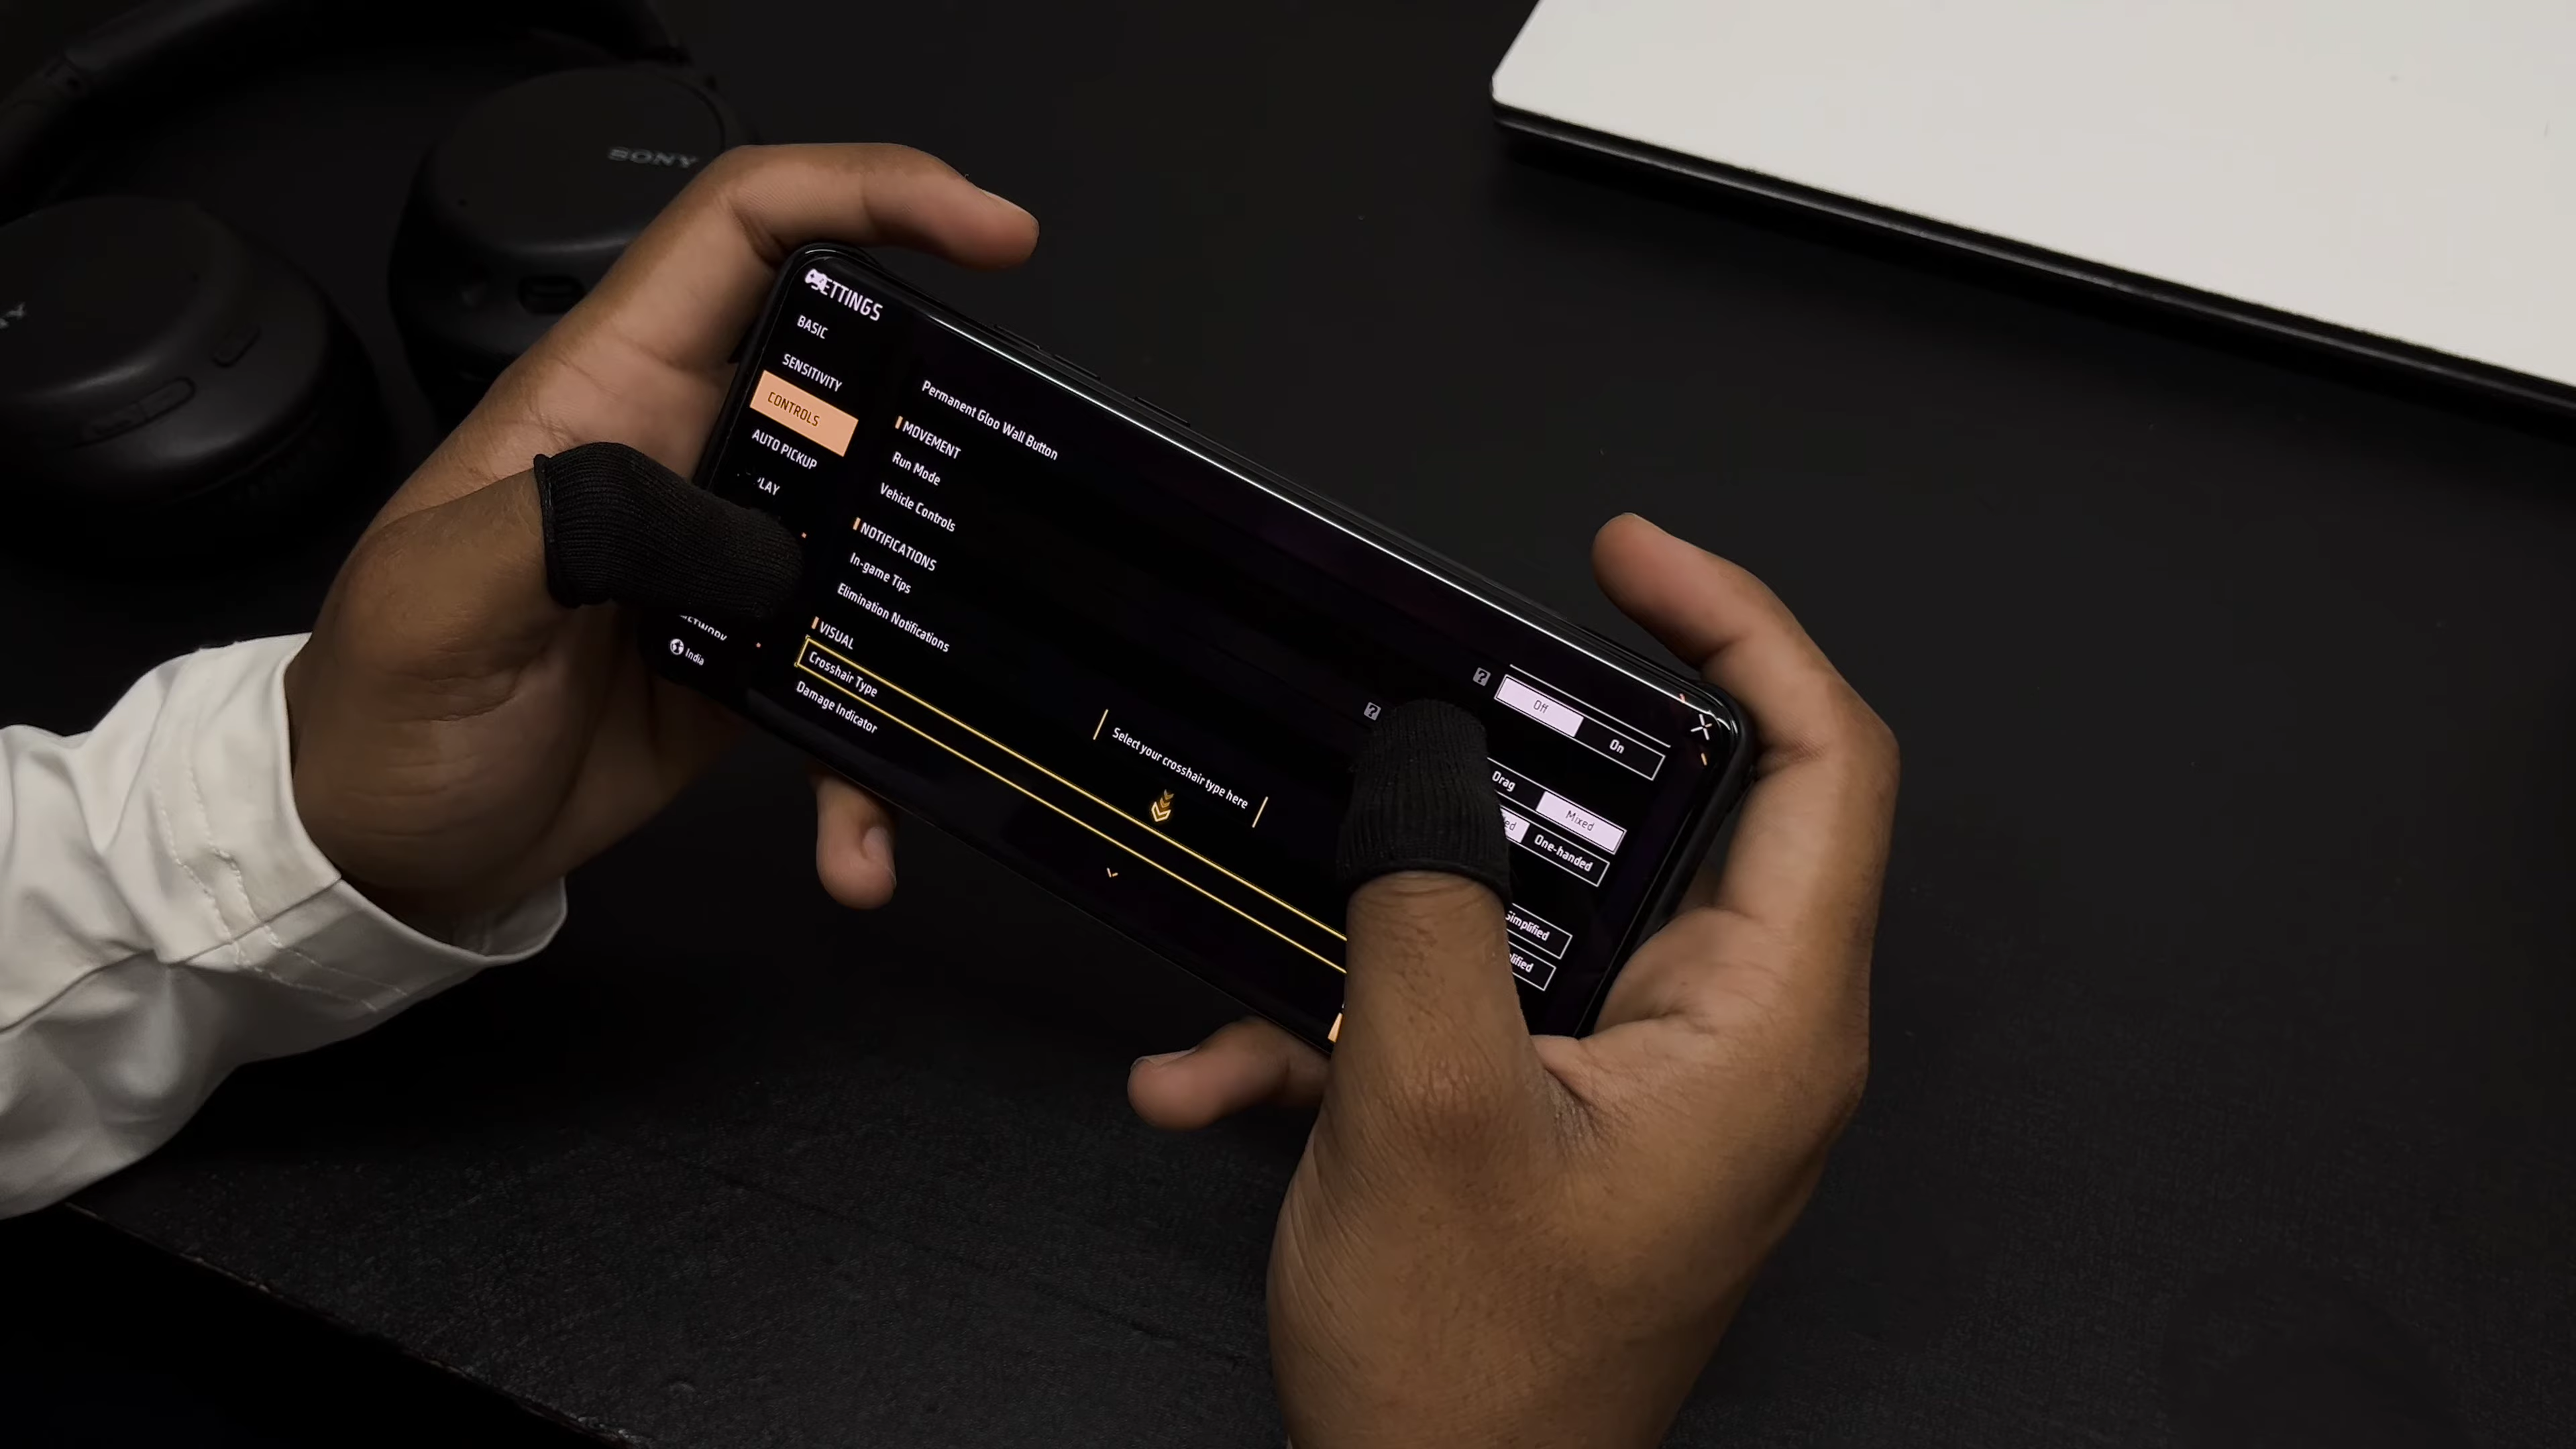 SONY
SETTINGS
BASIC
SENSITIVITY
CONTROLS
AUTO PICKUP
India
Permanent Gloo Wall Button
Off
On
MOVEMENT
Run Mode
Drag
Mixed
Vehicle Controls
One-handed
NOTIFICATIONS
In-game Tips
Simplified
Elimination Notifications
VISUAL
Crosshair Type
Damage Indicator
Select your crosshair type here